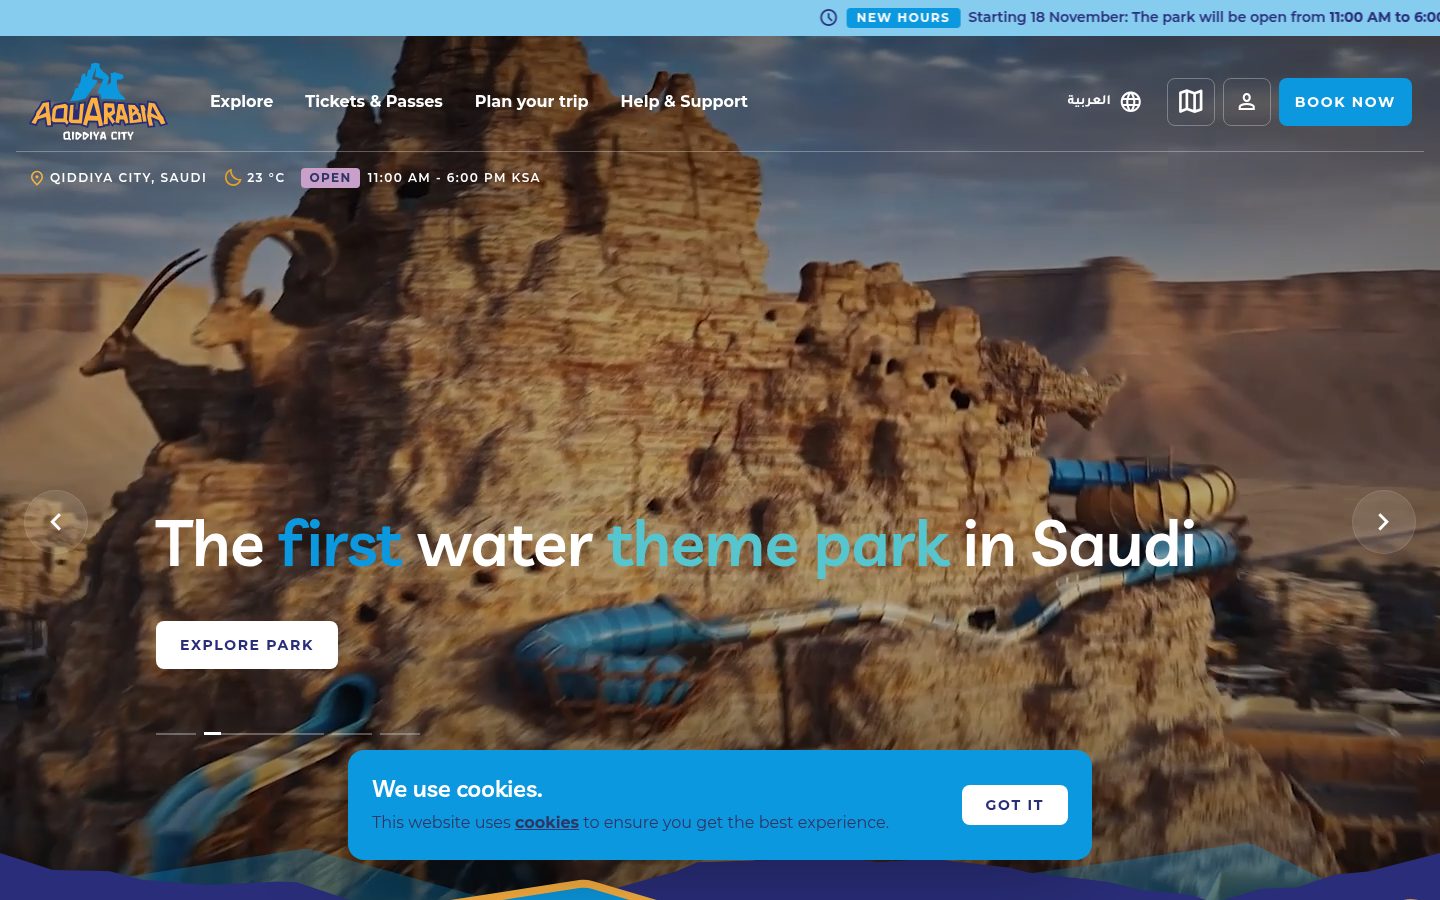 NEW HOURS Starting 18 November: The park will be open from 11:00 AM to
AQUARABIA
QIDDIYA CITY
Explore Tickets & Passes Plan your trip Help & Support العربية BOOK NOW
QIDDIYA CITY, SAUDI 23 °C OPEN 11:00 AM - 6:00 PM KSA
The first water theme park in Saudi
EXPLORE PARK
We use cookies.
This website uses cookies to ensure you get the best experience.
GOT IT